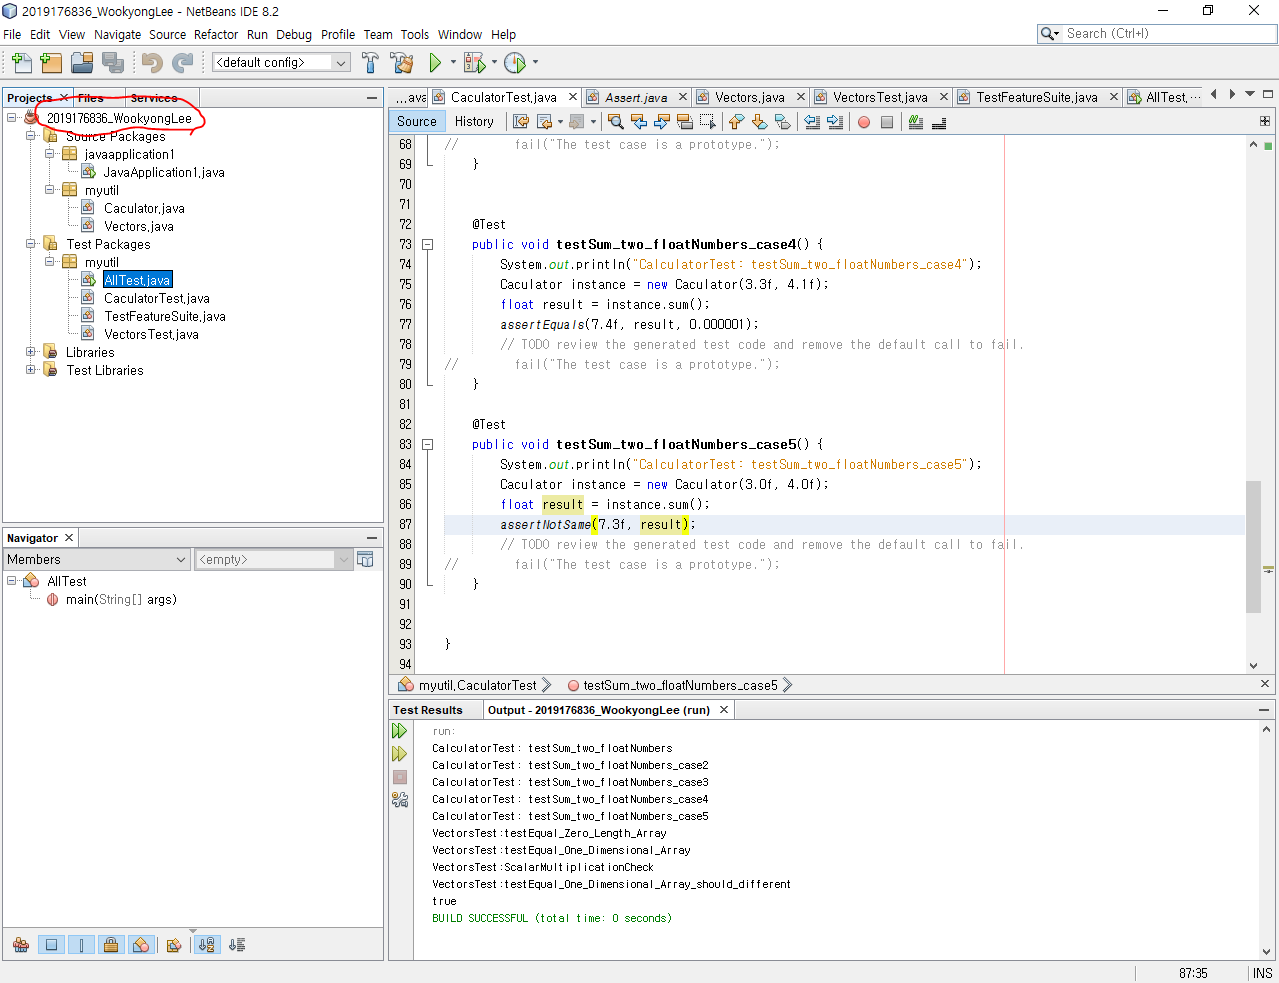 2019176836_WookyongLee - NetBeans IDE 8.2
File Edit View Navigate Source Refactor Run Debug Profile Team Tools Window Help
Search (Ctrl+I)
<default config>
Projects Files Services
2019176836_WookyongLee
Source Packages
javaapplication1
JavaApplication1.java
myutil
Caculator.java
Vectors.java
Test Packages
myutil
AllTest.java
CaculatorTest.java
TestFeatureSuite.java
VectorsTest.java
Libraries
Test Libraries
Navigator
Members
<empty>
AllTest
main(String[] args)
...ava CaculatorTest.java Assert.java Vectors.java VectorsTest.java TestFeatureSuite.java AllTest....
Source History
68 // fail("The test case is a prototype.");
69 }
70
71
72 @Test
73 public void testSum_two_floatNumbers_case4() {
74 System.out.println("CalculatorTest: testSum_two_floatNumbers_case4");
75 Caculator instance = new Caculator(3.3f, 4.1f);
76 float result = instance.sum();
77 assertEquals(7.4f, result, 0.000001);
78 // TODO review the generated test code and remove the default call to fail.
79 // fail("The test case is a prototype.");
80 }
81
82 @Test
83 public void testSum_two_floatNumbers_case5() {
84 System.out.println("CalculatorTest: testSum_two_floatNumbers_case5");
85 Caculator instance = new Caculator(3.0f, 4.0f);
86 float result = instance.sum();
87 assertNotSame(7.3f, result);
88 // TODO review the generated test code and remove the default call to fail.
89 // fail("The test case is a prototype.");
90 }
91
92
93 }
94
myutil.CaculatorTest testSum_two_floatNumbers_case5
Test Results Output - 2019176836_WookyongLee (run)
run:
CalculatorTest: testSum_two_floatNumbers
CalculatorTest: testSum_two_floatNumbers_case2
CalculatorTest: testSum_two_floatNumbers_case3
CalculatorTest: testSum_two_floatNumbers_case4
CalculatorTest: testSum_two_floatNumbers_case5
VectorsTest:testEqual_Zero_Length_Array
VectorsTest:testEqual_One_Dimensional_Array
VectorsTest:ScalarMultiplicationCheck
VectorsTest:testEqual_One_Dimensional_Array_should_different
true
BUILD SUCCESSFUL (total time: 0 seconds)
87:35 INS